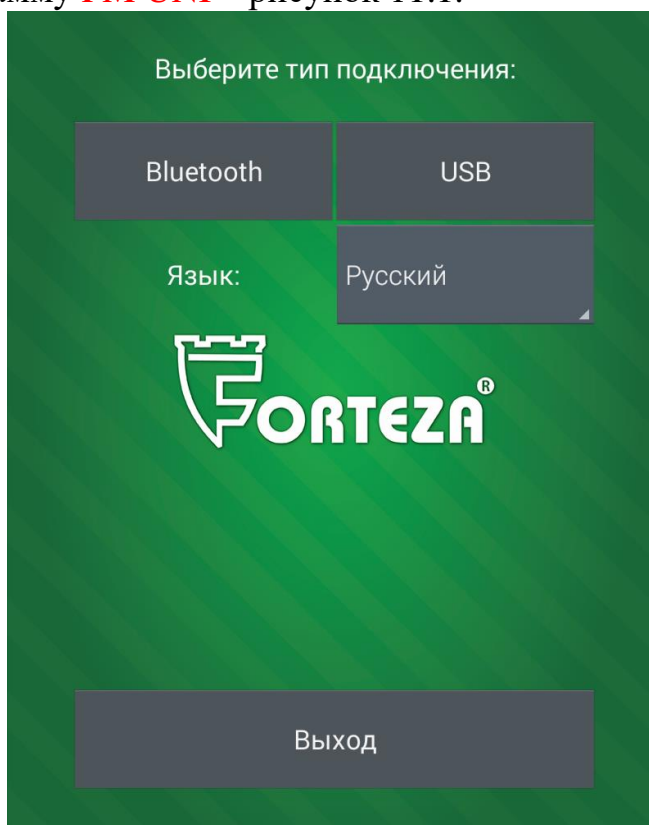 Выберите тип подключения:
Bluetooth
USB
Язык:
Русский
FORTEZA®
Выход